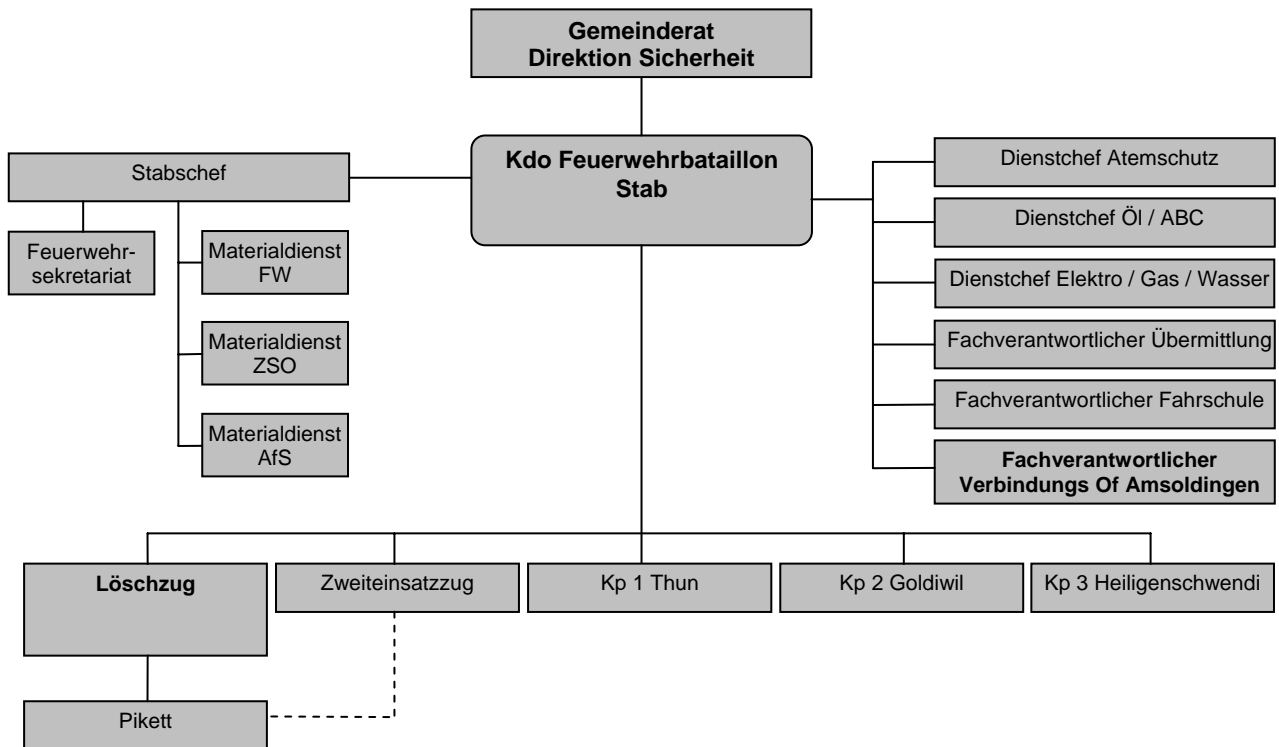 Gemeinderat
Direktion Sicherheit
Kdo Feuerwehrbataillon
Stab
Stabschef
Feuerwehr-
sekretariat
Materialdienst
FW
Materialdienst
ZSO
Materialdienst
AfS
Dienstchef Atemschutz
Dienstchef Öl / ABC
Dienstchef Elektro / Gas / Wasser
Fachverantwortlicher Übermittlung
Fachverantwortlicher Fahrschule
Fachverantwortlicher
Verbindungs Of Amsoldingen
Löschzug
Zweiteinsatzzug
Kp 1 Thun
Kp 2 Goldiwil
Kp 3 Heiligenschwendi
Pikett